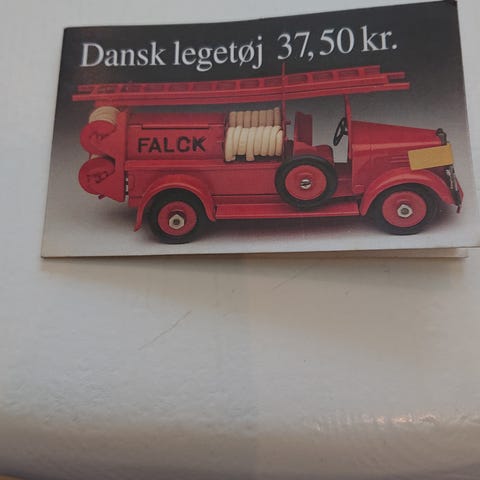 Dansk legetøj 37,50 kr.
FALCK